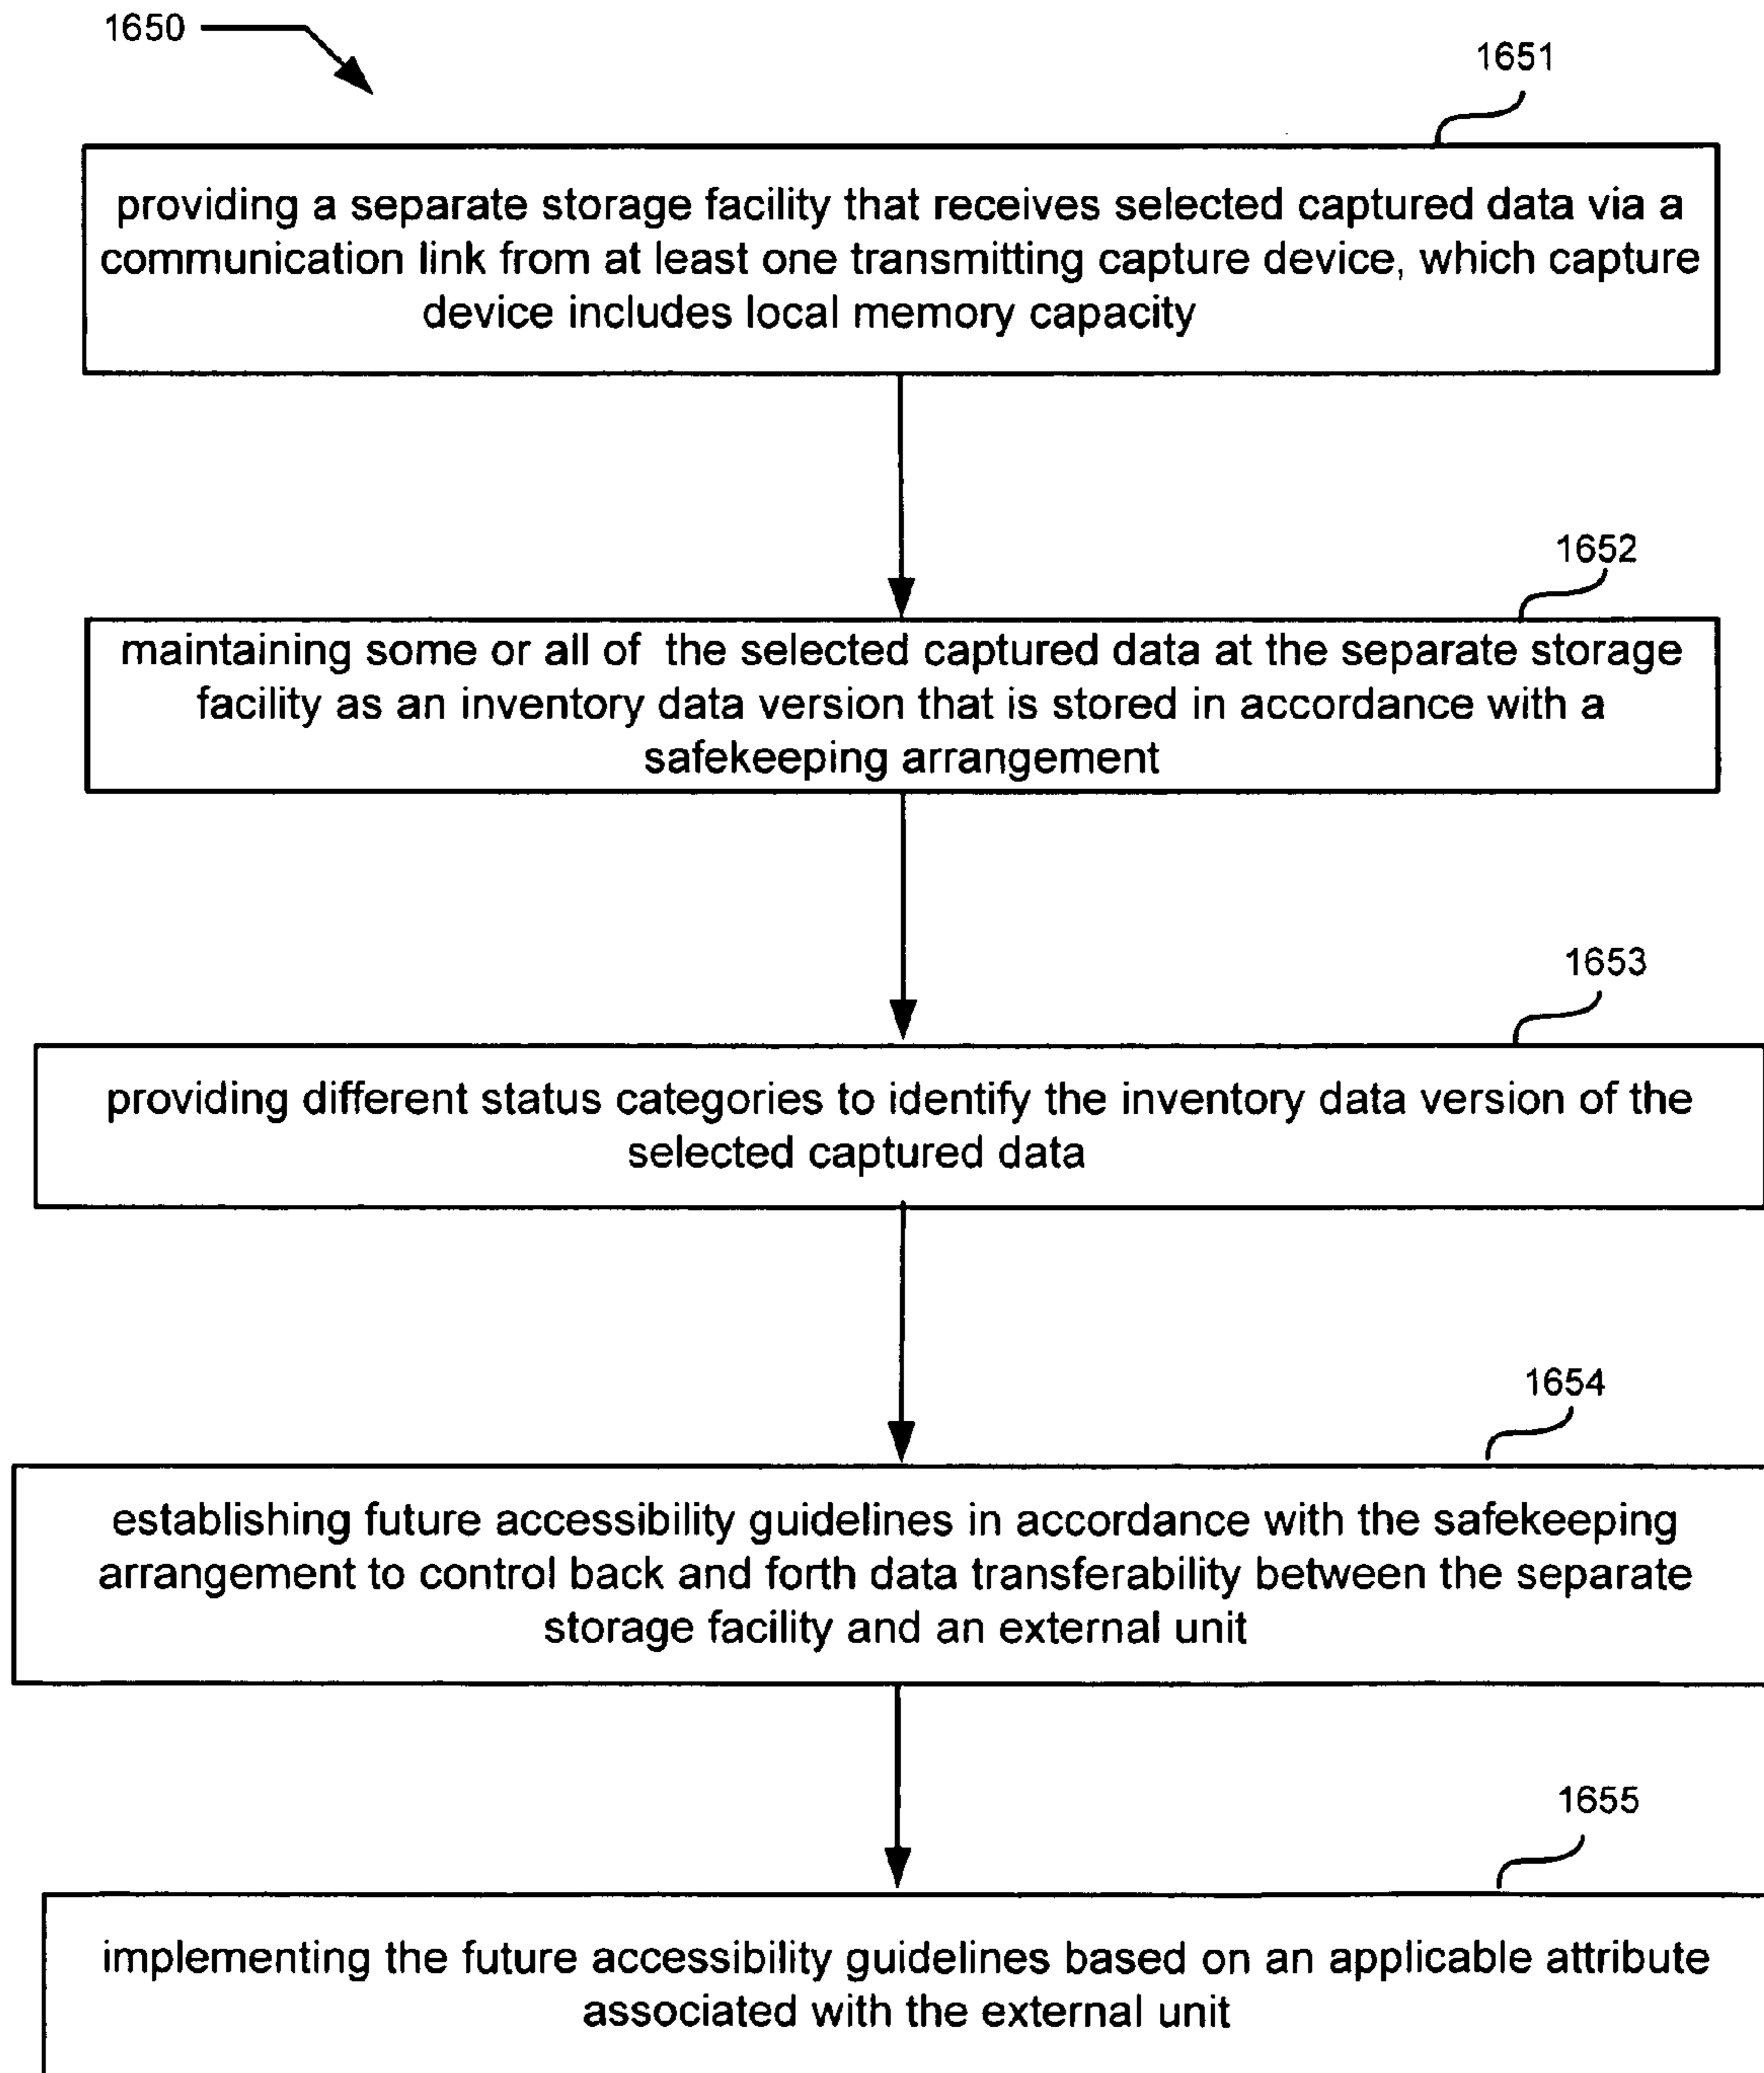 1650
1651
providing a separate storage facility that receives selected captured data via a
communication link from at least one transmitting capture device, which capture
device includes local memory capacity
1652
maintaining some or all of the selected captured data at the separate storage
facility as an inventory data version that is stored in accordance with a
safekeeping arrangement
1653
providing different status categories to identify the inventory data version of the
selected captured data
1654
establishing future accessibility guidelines in accordance with the safekeeping
arrangement to control back and forth data transferability between the separate
storage facility and an external unit
1655
implementing the future accessibility guidelines based on an applicable attribute
associated with the external unit